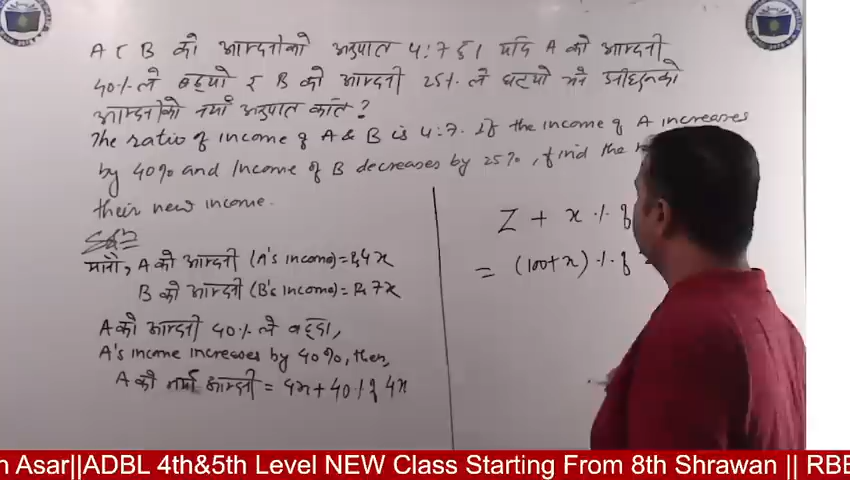 A र B को आम्दानीको अनुपात 4:7 छ। यदि A को आम्दानी
40% ले बढ्यो र B को आम्दानी 25% ले घट्यो भने उनीहरूको
आम्दानीको नयाँ अनुपात कति?
The ratio of income of A & B is 4:7. If the income of A increases
by 40% and Income of B decreases by 25%, find the
their new income.
Soln
मानौ, A को आम्दानी (A's income) = Rs 4x
B को आम्दानी (B's income) = Rs 7x
A को आम्दानी 40% ले बढ्दा,
A's income increases by 40%, then,
A को नयाँ आम्दानी = 4x + 40% of 4x
Z + x % of
= (100+x) % of
n Asar||ADBL 4th&5th Level NEW Class Starting From 8th Shrawan || RBB